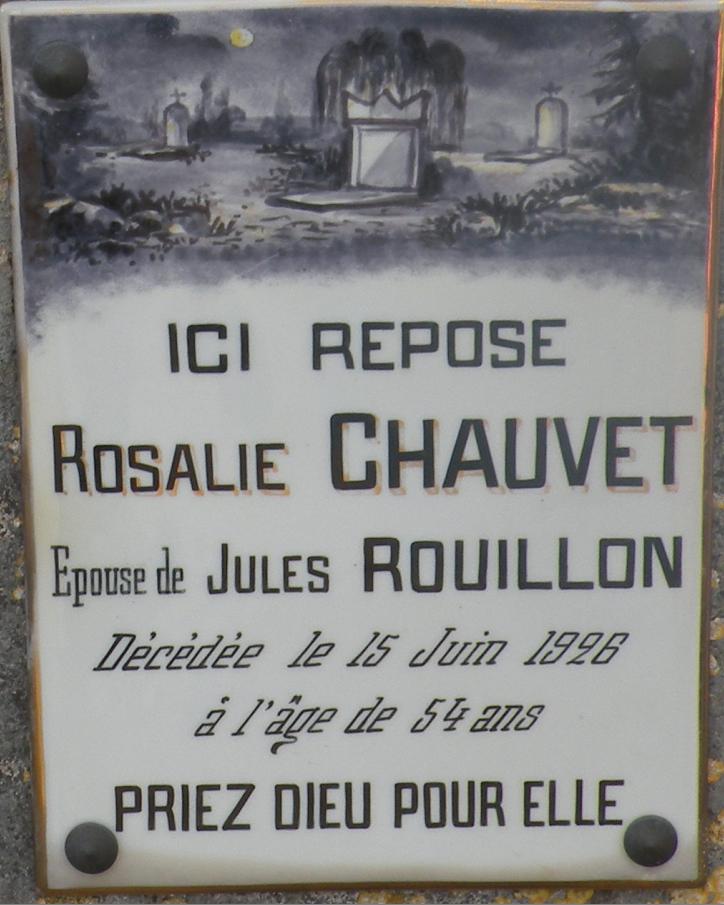 ICI REPOSE
ROSALIE CHAUVET
Epouse de JULES ROUILLON
Décédée le 15 Juin 1926
à l'âge de 54 ans
PRIEZ DIEU POUR ELLE